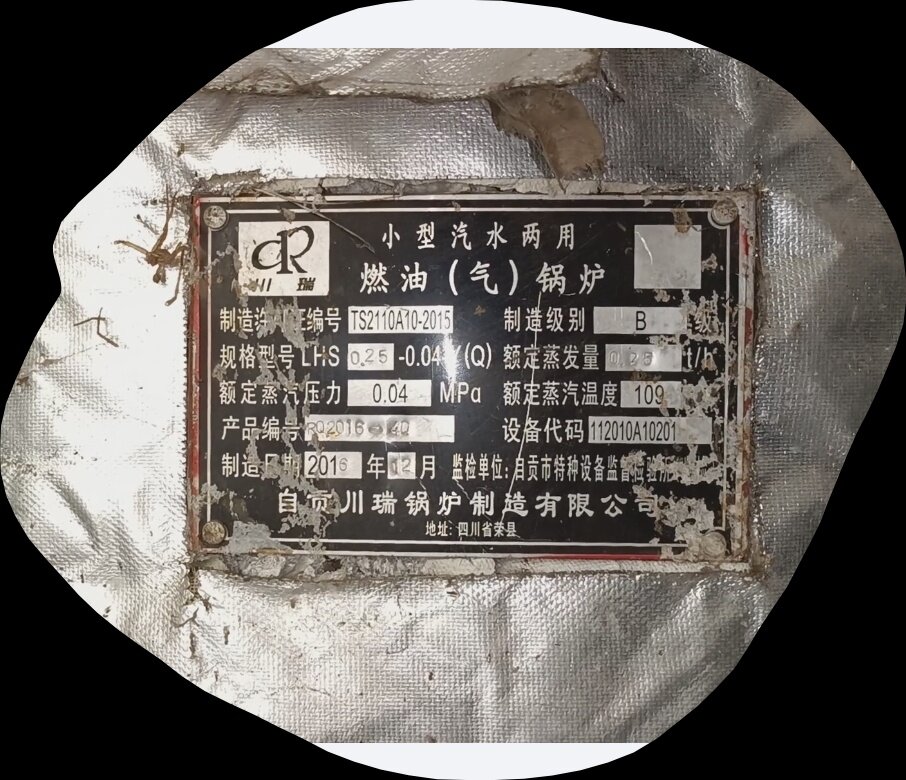 川瑞
小型汽水两用
燃油(气)锅炉
制造许可证编号 TS2110A10-2015 制造级别 B 级
规格型号 LHS 0.25 -0.04-Y(Q) 额定蒸发量 0.25 t/h
额定蒸汽压力 0.04 MPa 额定蒸汽温度 109
产品编号 RQ2016-40 设备代码 112010A10201
制造日期 2016 年 12 月 监检单位:自贡市特种设备监督检验所
自贡川瑞锅炉制造有限公司
地址:四川省荣县